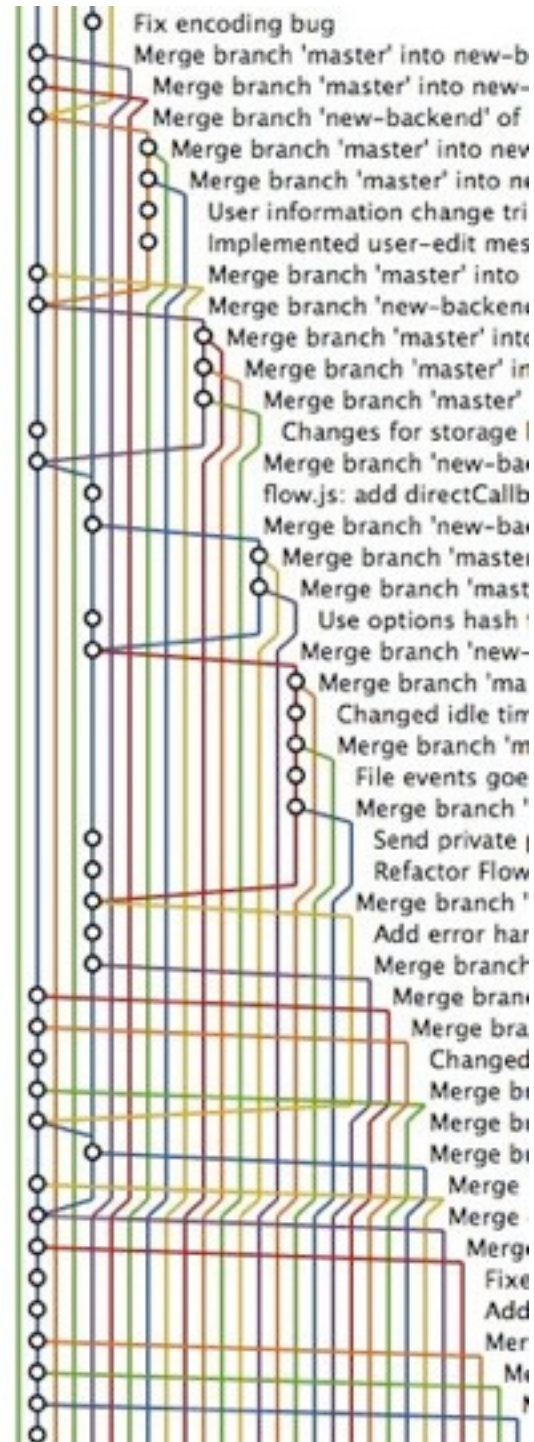 Fix encoding bug
Merge branch 'master' into new-b
Merge branch 'master' into new-
Merge branch 'new-backend' of
Merge branch 'master' into new
Merge branch 'master' into ne
User information change tri
Implemented user-edit mes
Merge branch 'master' into
Merge branch 'new-backend
Merge branch 'master' into
Merge branch 'master' in
Merge branch 'master'
Changes for storage
Merge branch 'new-bac
flow.js: add directCallb
Merge branch 'new-bac
Merge branch 'master
Merge branch 'mast
Use options hash
Merge branch 'new-
Merge branch 'ma
Changed idle tim
Merge branch 'm
File events goe
Merge branch '
Send private
Refactor Flow
Merge branch '
Add error har
Merge branch
Merge branc
Merge bra
Changed
Merge br
Merge br
Merge br
Merge
Merge
Merge
Fixe
Add
Mer
Me